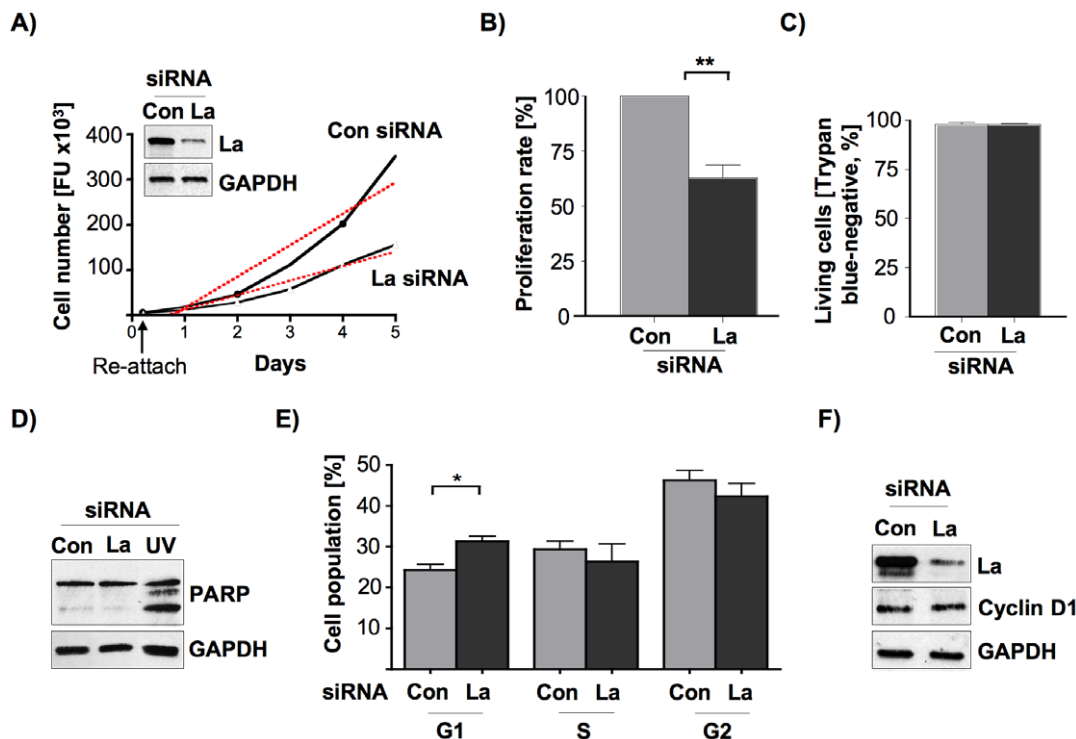 A)
siRNA
Con La
La
GAPDH
Con siRNA
La siRNA
Cell number [FU x10³]
400
300
200
100
0 1 2 3 4 5
Re-attach
Days
B)
**
Proliferation rate [%]
100
75
50
25
0
Con La
siRNA
C)
Living cells [Trypan
blue-negative, %]
100
75
50
25
0
Con La
siRNA
D)
siRNA
Con La UV
PARP
GAPDH
E)
Cell population [%]
50
40
30
20
10
*
siRNA Con La Con La Con La
G1 S G2
F)
siRNA
Con La
La
Cyclin D1
GAPDH